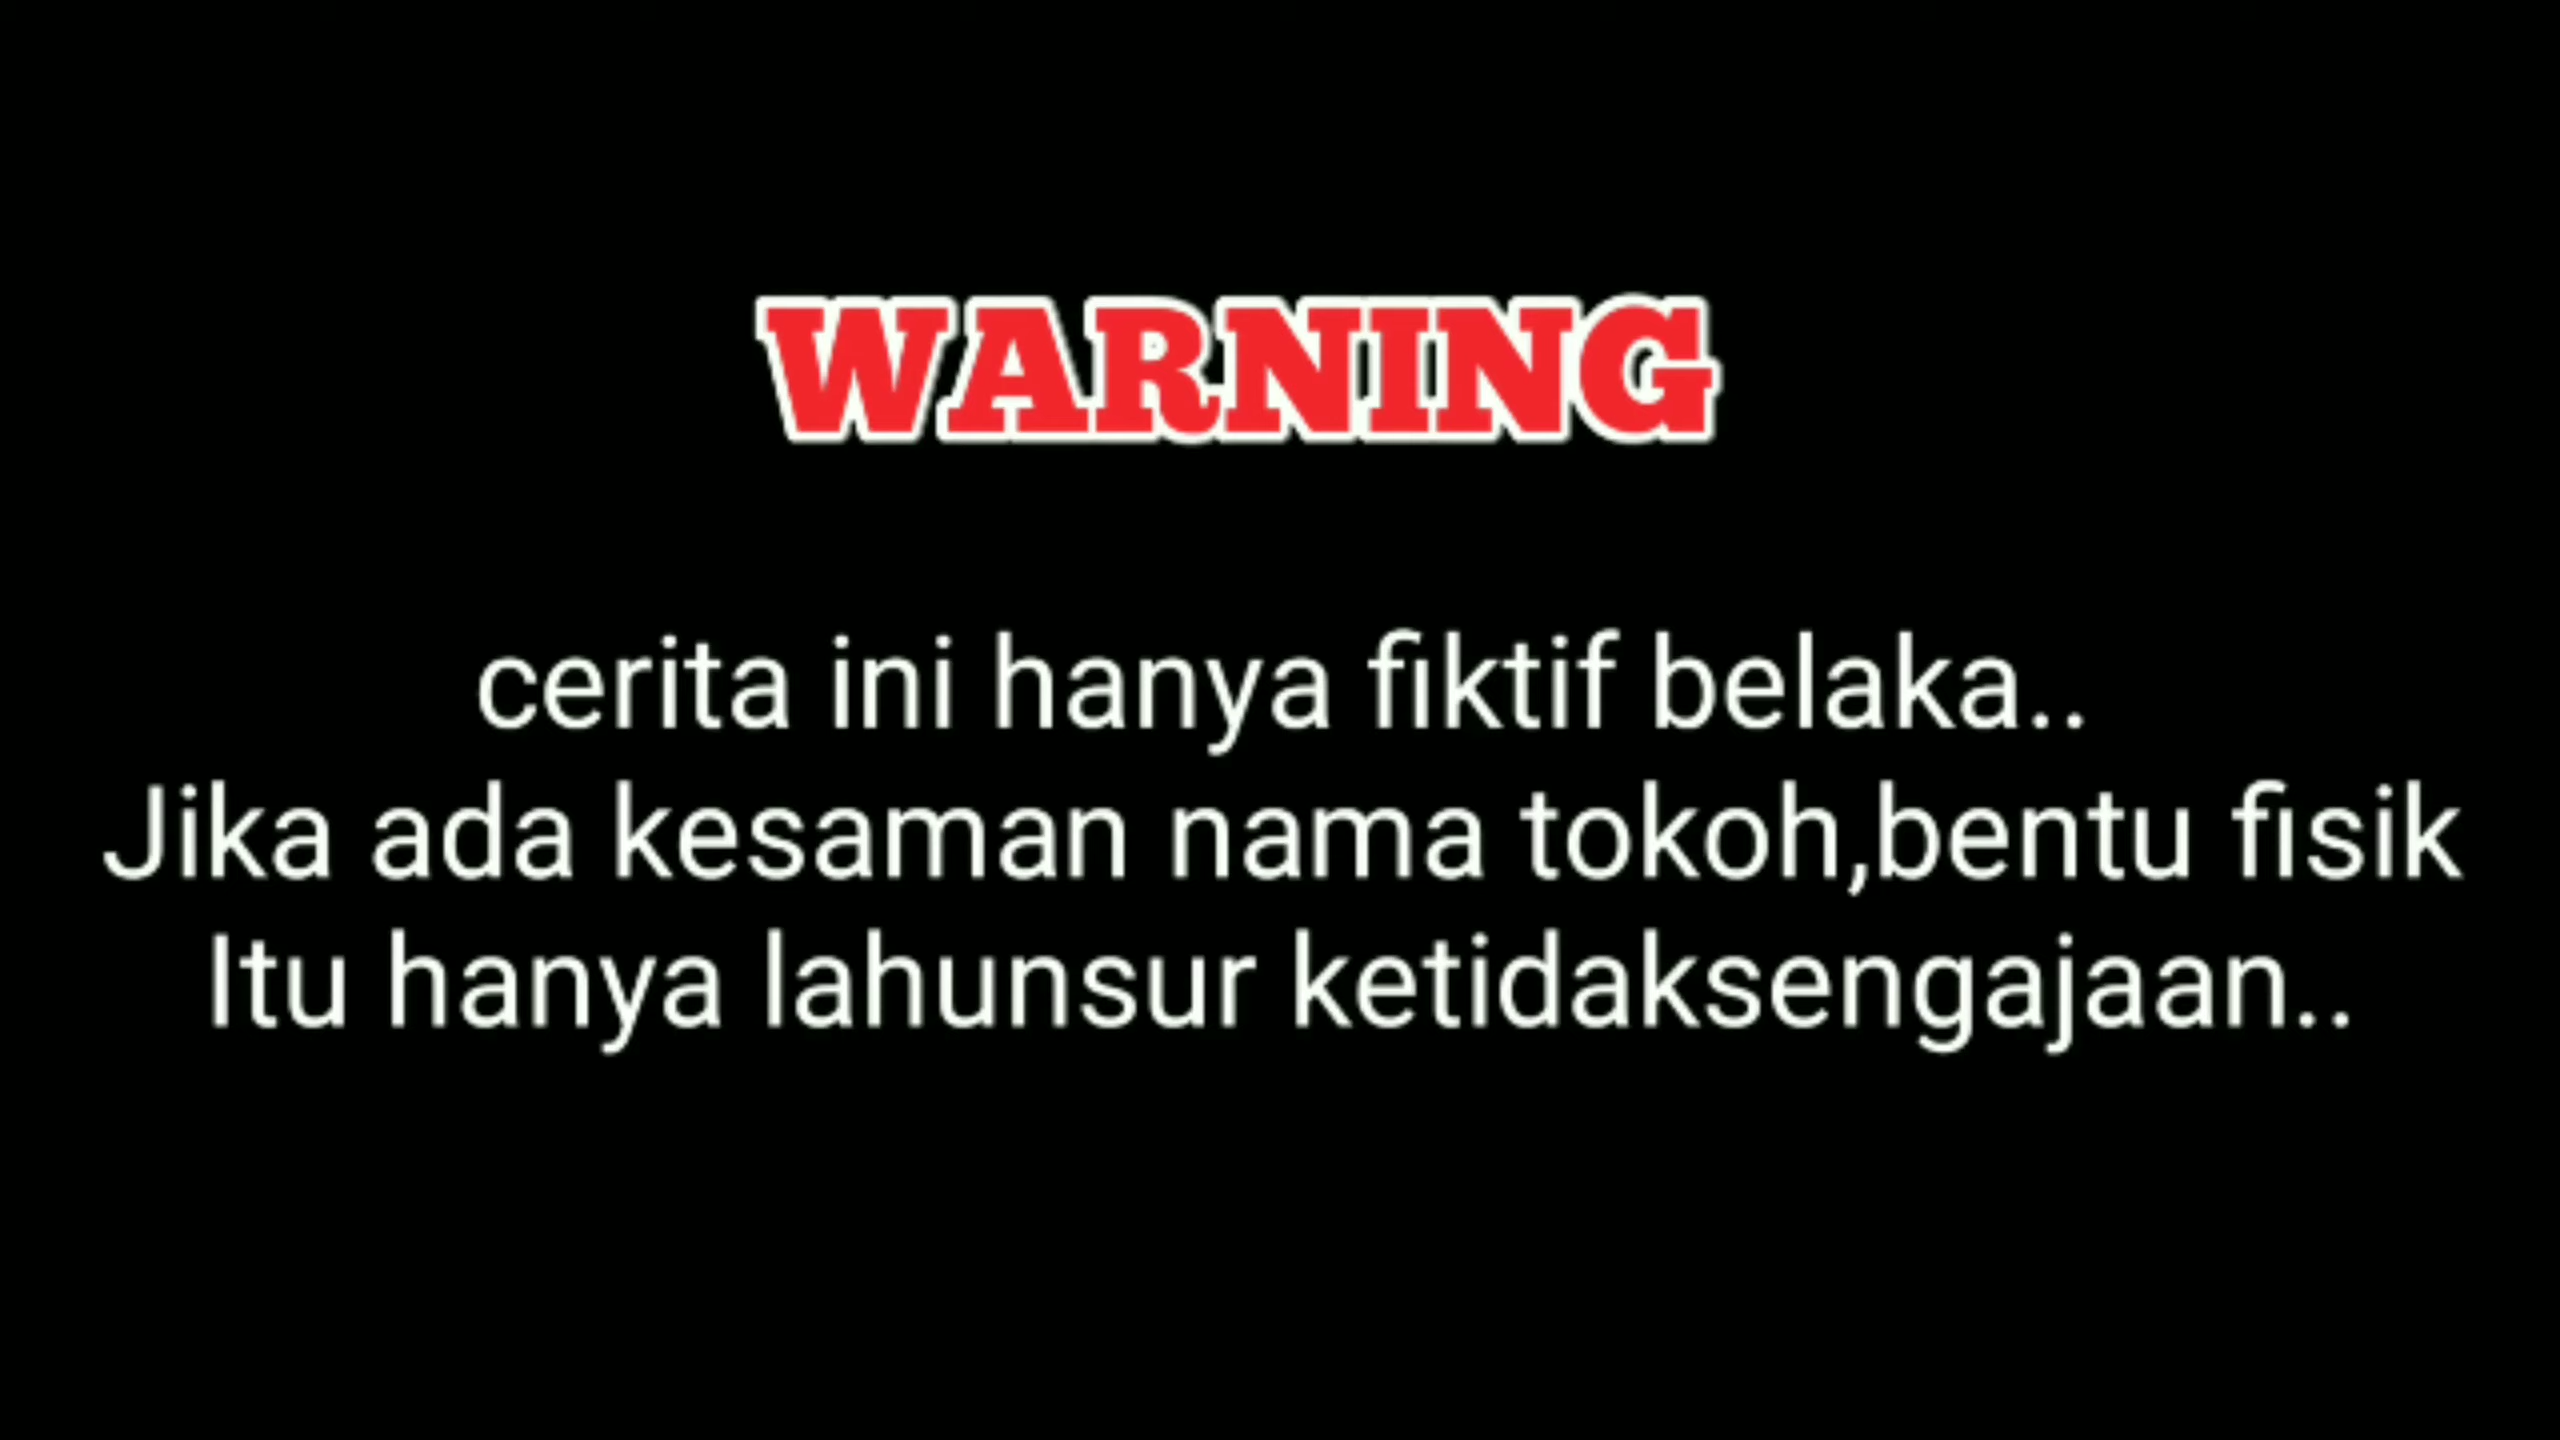 WARNING
cerita ini hanya fiktif belaka..
Jika ada kesaman nama tokoh,bentu fisik
Itu hanya lahunsur ketidaksengajaan..